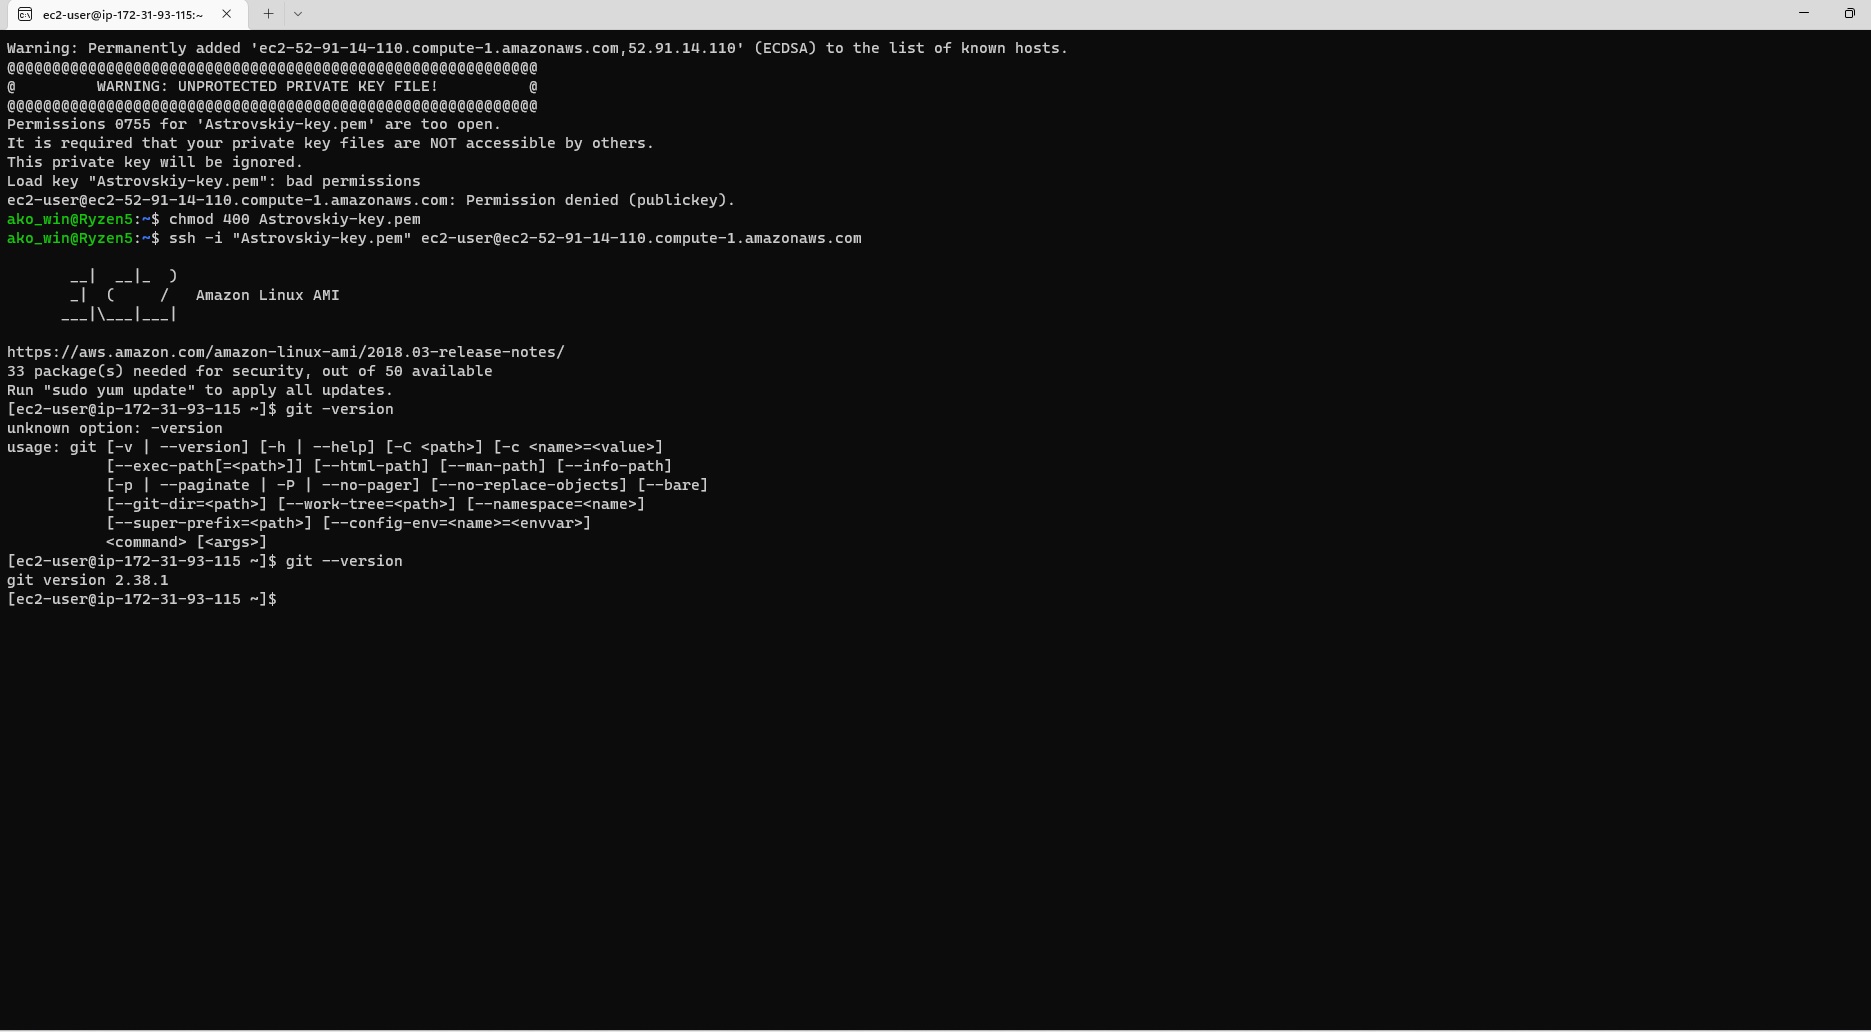 ec2-user@ip-172-31-93-115:~
Warning: Permanently added 'ec2-52-91-14-110.compute-1.amazonaws.com,52.91.14.110' (ECDSA) to the list of known hosts.
@@@@@@@@@@@@@@@@@@@@@@@@@@@@@@@@@@@@@@@@@@@@@@@@@@@@@@@@@@@
@         WARNING: UNPROTECTED PRIVATE KEY FILE!          @
@@@@@@@@@@@@@@@@@@@@@@@@@@@@@@@@@@@@@@@@@@@@@@@@@@@@@@@@@@@
Permissions 0755 for 'Astrovskiy-key.pem' are too open.
It is required that your private key files are NOT accessible by others.
This private key will be ignored.
Load key "Astrovskiy-key.pem": bad permissions
ec2-user@ec2-52-91-14-110.compute-1.amazonaws.com: Permission denied (publickey).
ako_win@Ryzen5:~$ chmod 400 Astrovskiy-key.pem
ako_win@Ryzen5:~$ ssh -i "Astrovskiy-key.pem" ec2-user@ec2-52-91-14-110.compute-1.amazonaws.com
       __|  __|_  )
       _|  (     /   Amazon Linux AMI
      ___|\___|___|
https://aws.amazon.com/amazon-linux-ami/2018.03-release-notes/
33 package(s) needed for security, out of 50 available
Run "sudo yum update" to apply all updates.
[ec2-user@ip-172-31-93-115 ~]$ git -version
unknown option: -version
usage: git [-v | --version] [-h | --help] [-C <path>] [-c <name>=<value>]
           [--exec-path[=<path>]] [--html-path] [--man-path] [--info-path]
           [-p | --paginate | -P | --no-pager] [--no-replace-objects] [--bare]
           [--git-dir=<path>] [--work-tree=<path>] [--namespace=<name>]
           [--super-prefix=<path>] [--config-env=<name>=<envvar>]
           <command> [<args>]
[ec2-user@ip-172-31-93-115 ~]$ git --version
git version 2.38.1
[ec2-user@ip-172-31-93-115 ~]$